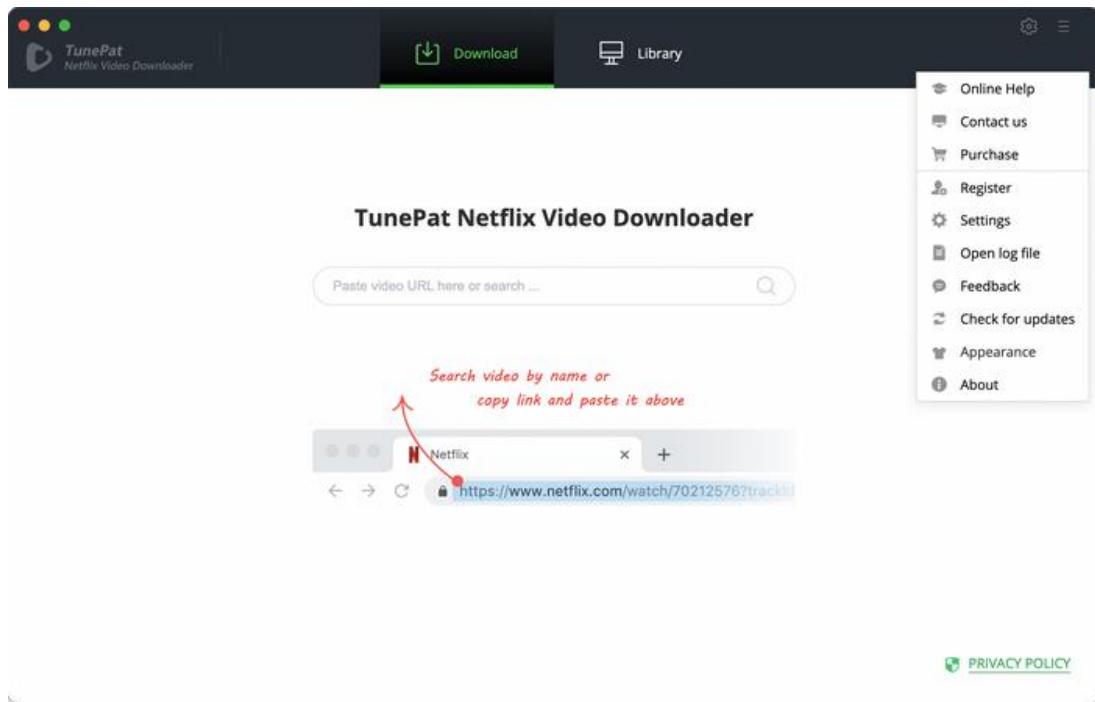 TunePat
Netflix Video Downloader
Download
Library
Online Help
Contact us
Purchase
Register
Settings
Open log file
Feedback
Check for updates
Appearance
About
TunePat Netflix Video Downloader
Paste video URL here or search ...
Search video by name or
copy link and paste it above
N Netflix
https://www.netflix.com/watch/70212576?trackId
PRIVACY POLICY